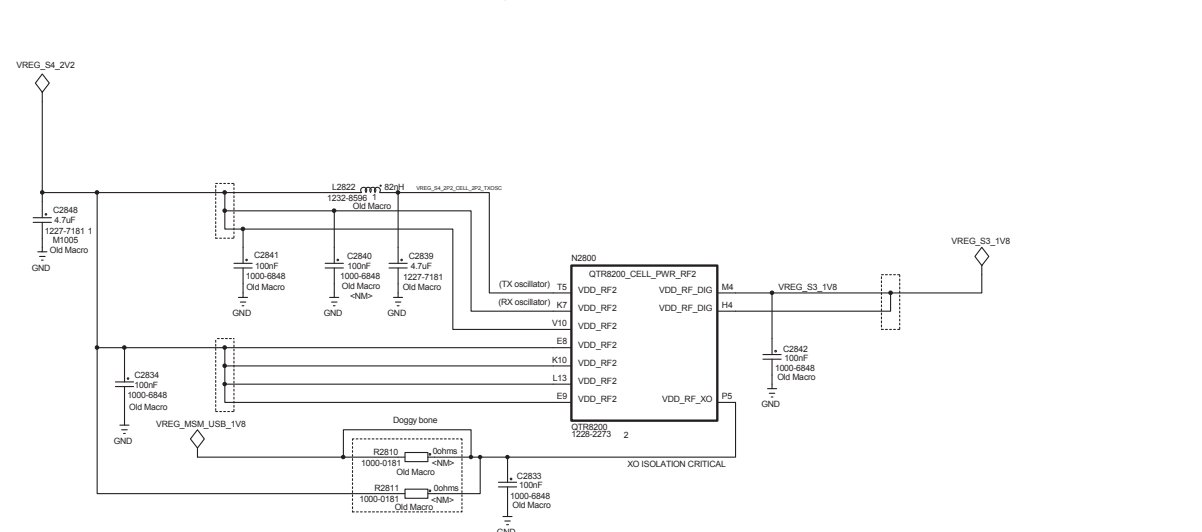 VREG_S4_2V2
C2848
4.7uF
1227-7181 1
M1005
Old Macro
GND
L2822
82nH
1232-8596 1
Old Macro
VREG_S4_2P2_CELL_2P2_TXOSC
C2841
100nF
1000-6848
Old Macro
GND
C2840
100nF
1000-6848
Old Macro
<NM>
GND
C2839
4.7uF
1227-7181
Old Macro
GND
VREG_S3_1V8
N2800
QTR8200_CELL_PWR_RF2
(TX oscillator) T5 VDD_RF2
VDD_RF_DIG M4 VREG_S3_1V8
(RX oscillator) K7 VDD_RF2
VDD_RF_DIG H4
V10 VDD_RF2
E8 VDD_RF2
K10 VDD_RF2
L13 VDD_RF2
E9 VDD_RF2
VDD_RF_XO P5
QTR8200
1228-2273 2
C2842
100nF
1000-6848
Old Macro
GND
C2834
100nF
1000-6848
Old Macro
GND
VREG_MSM_USB_1V8
Doggy bone
R2810 0ohms
1000-0181 <NM>
Old Macro
R2811 0ohms
1000-0181 <NM>
Old Macro
XO ISOLATION CRITICAL
C2833
100nF
1000-6848
Old Macro
GND